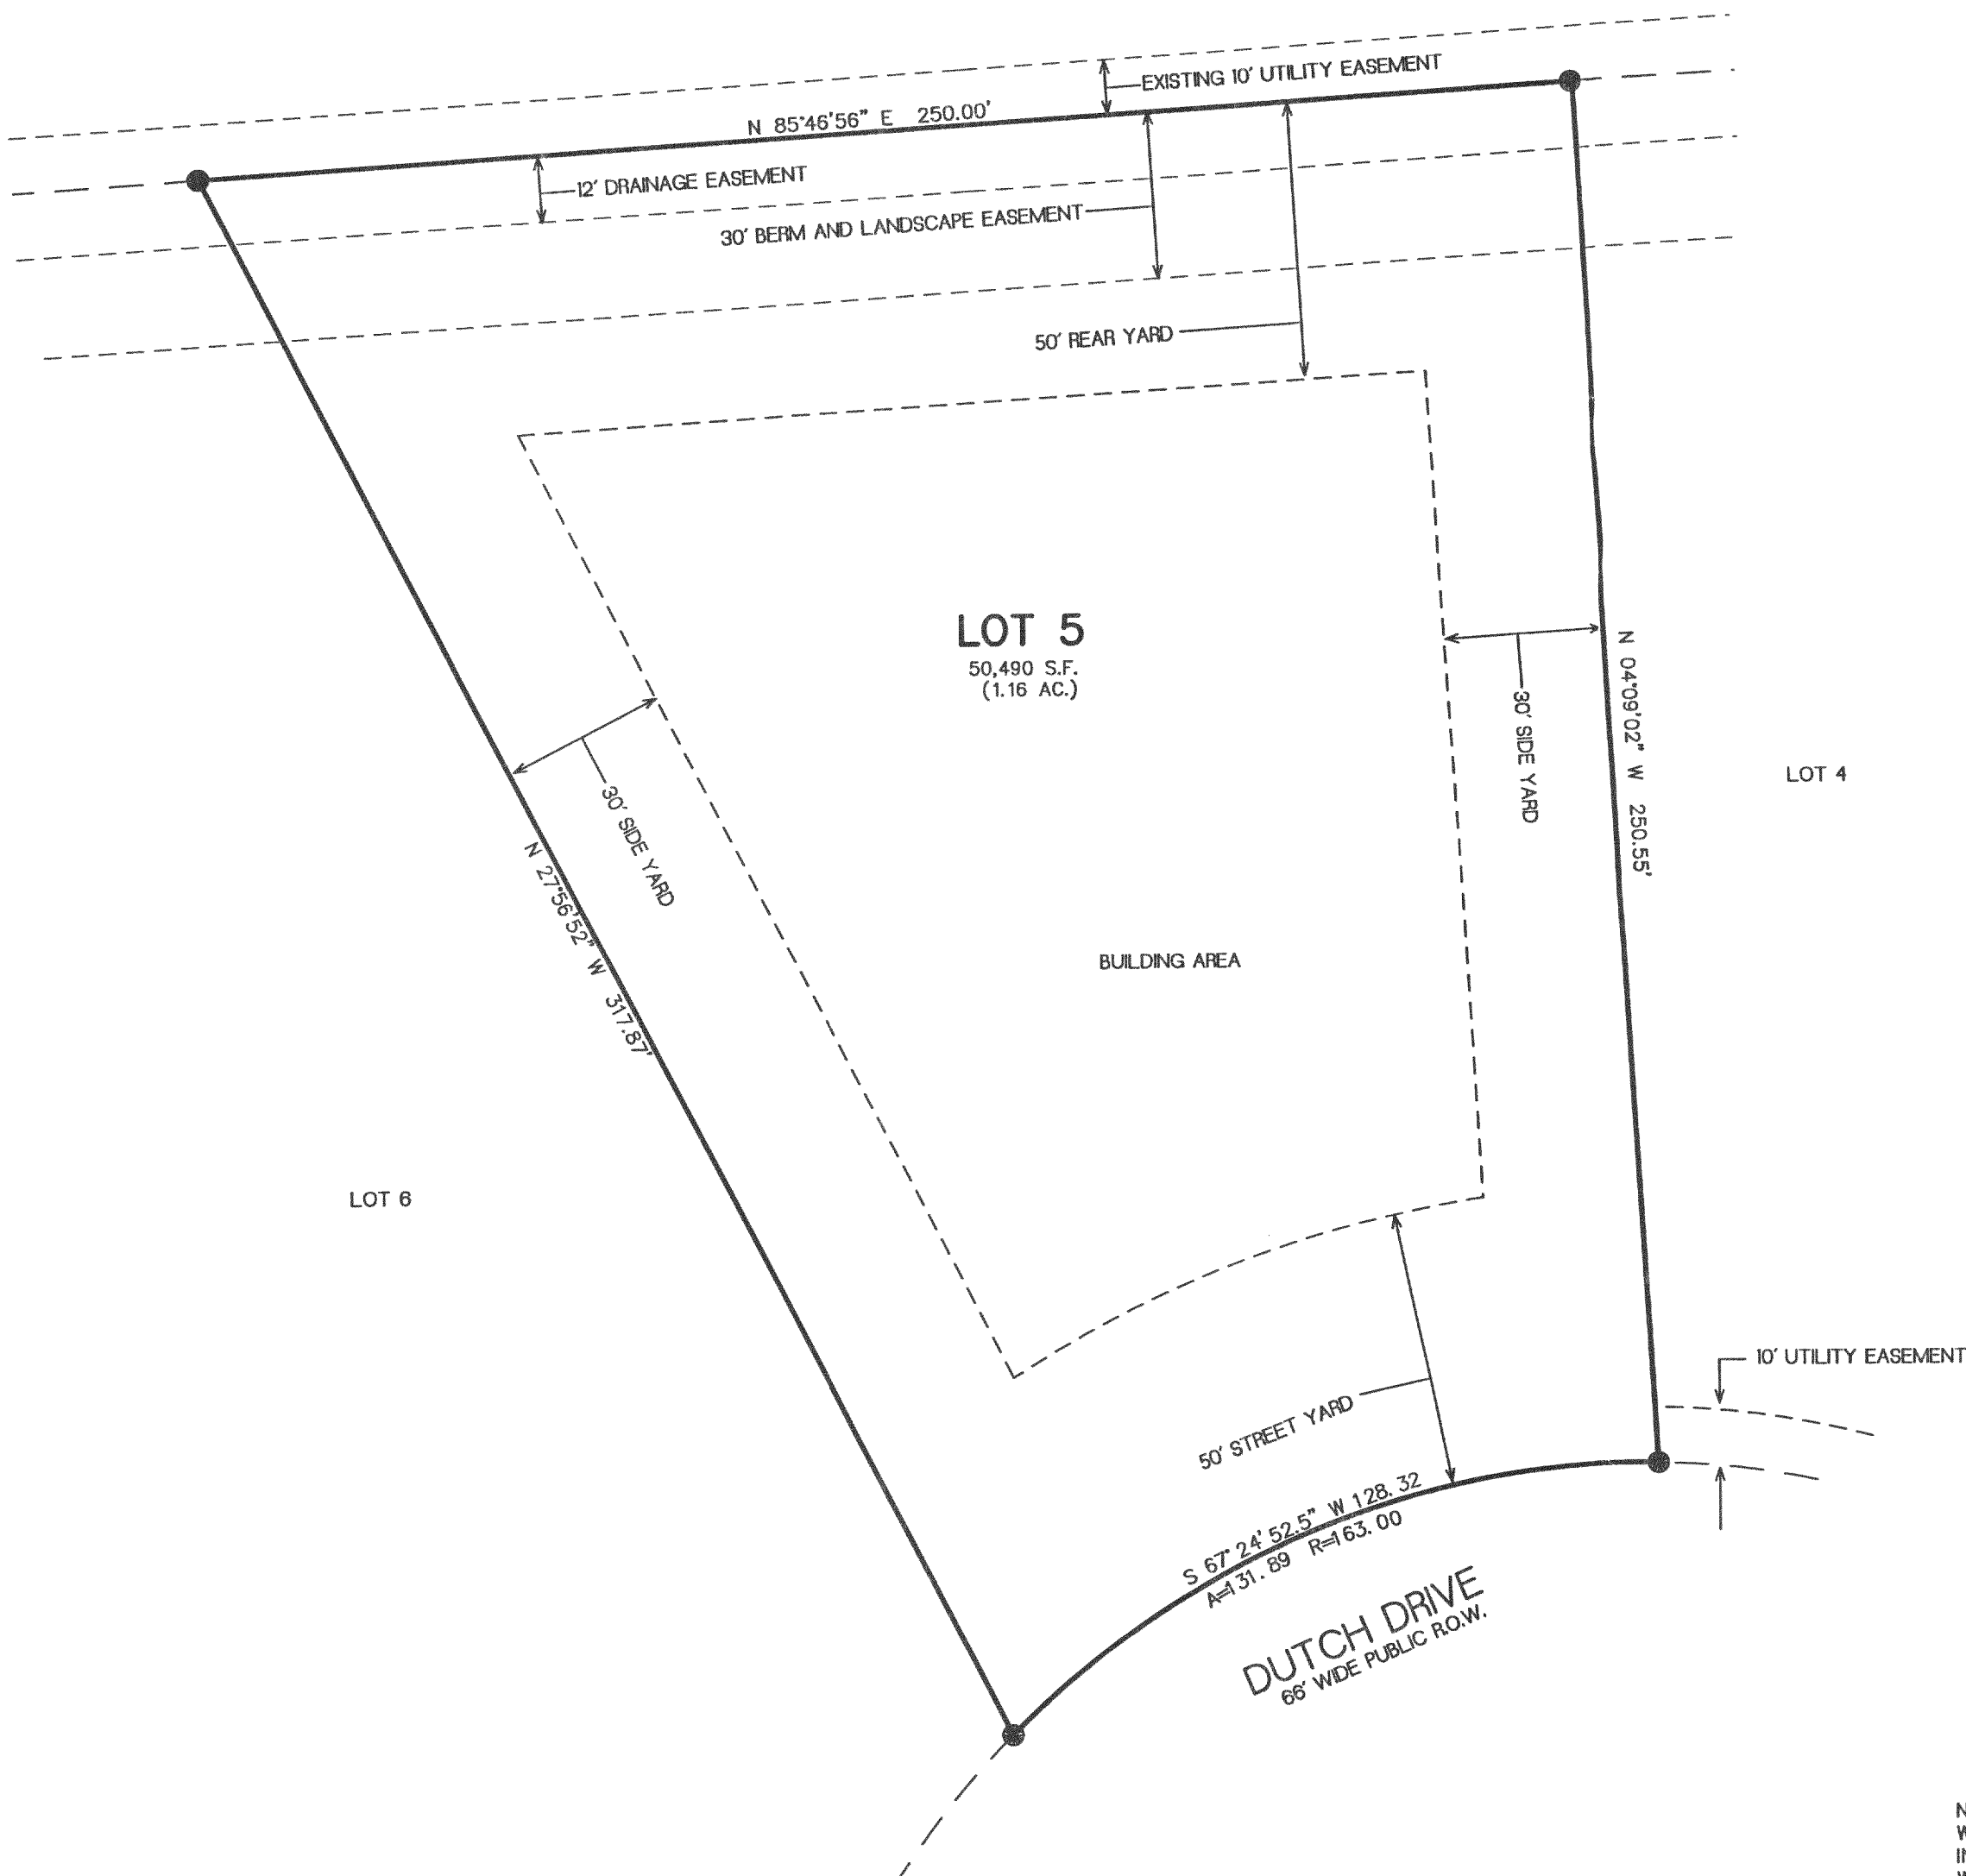 EXISTING 10' UTILITY EASEMENT
N 85°46'56" E 250.00'
12' DRAINAGE EASEMENT
30' BERM AND LANDSCAPE EASEMENT
50' REAR YARD
LOT 5
50,490 S.F.
(1.16 AC.)
30' SIDE YARD
N 04°09'02" W 250.55'
LOT 4
30' SIDE YARD
N 27°56'52" W 317.87'
BUILDING AREA
LOT 6
10' UTILITY EASEMENT
50' STREET YARD
S 67° 24' 52.5" W 128.32
A=131.89 R=163.00
DUTCH DRIVE
66' WIDE PUBLIC R.O.W.